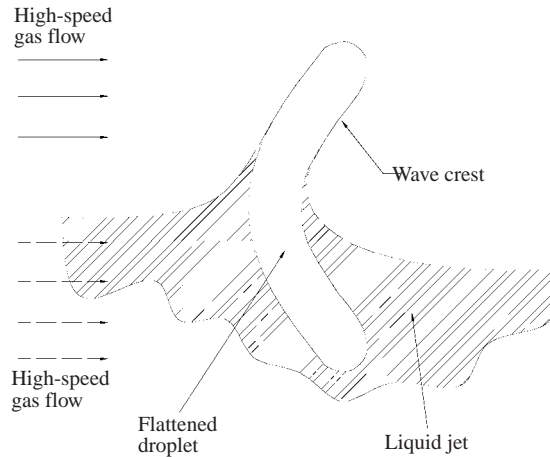 High-speed
gas flow
Wave crest
High-speed
gas flow
Flattened
droplet
Liquid jet